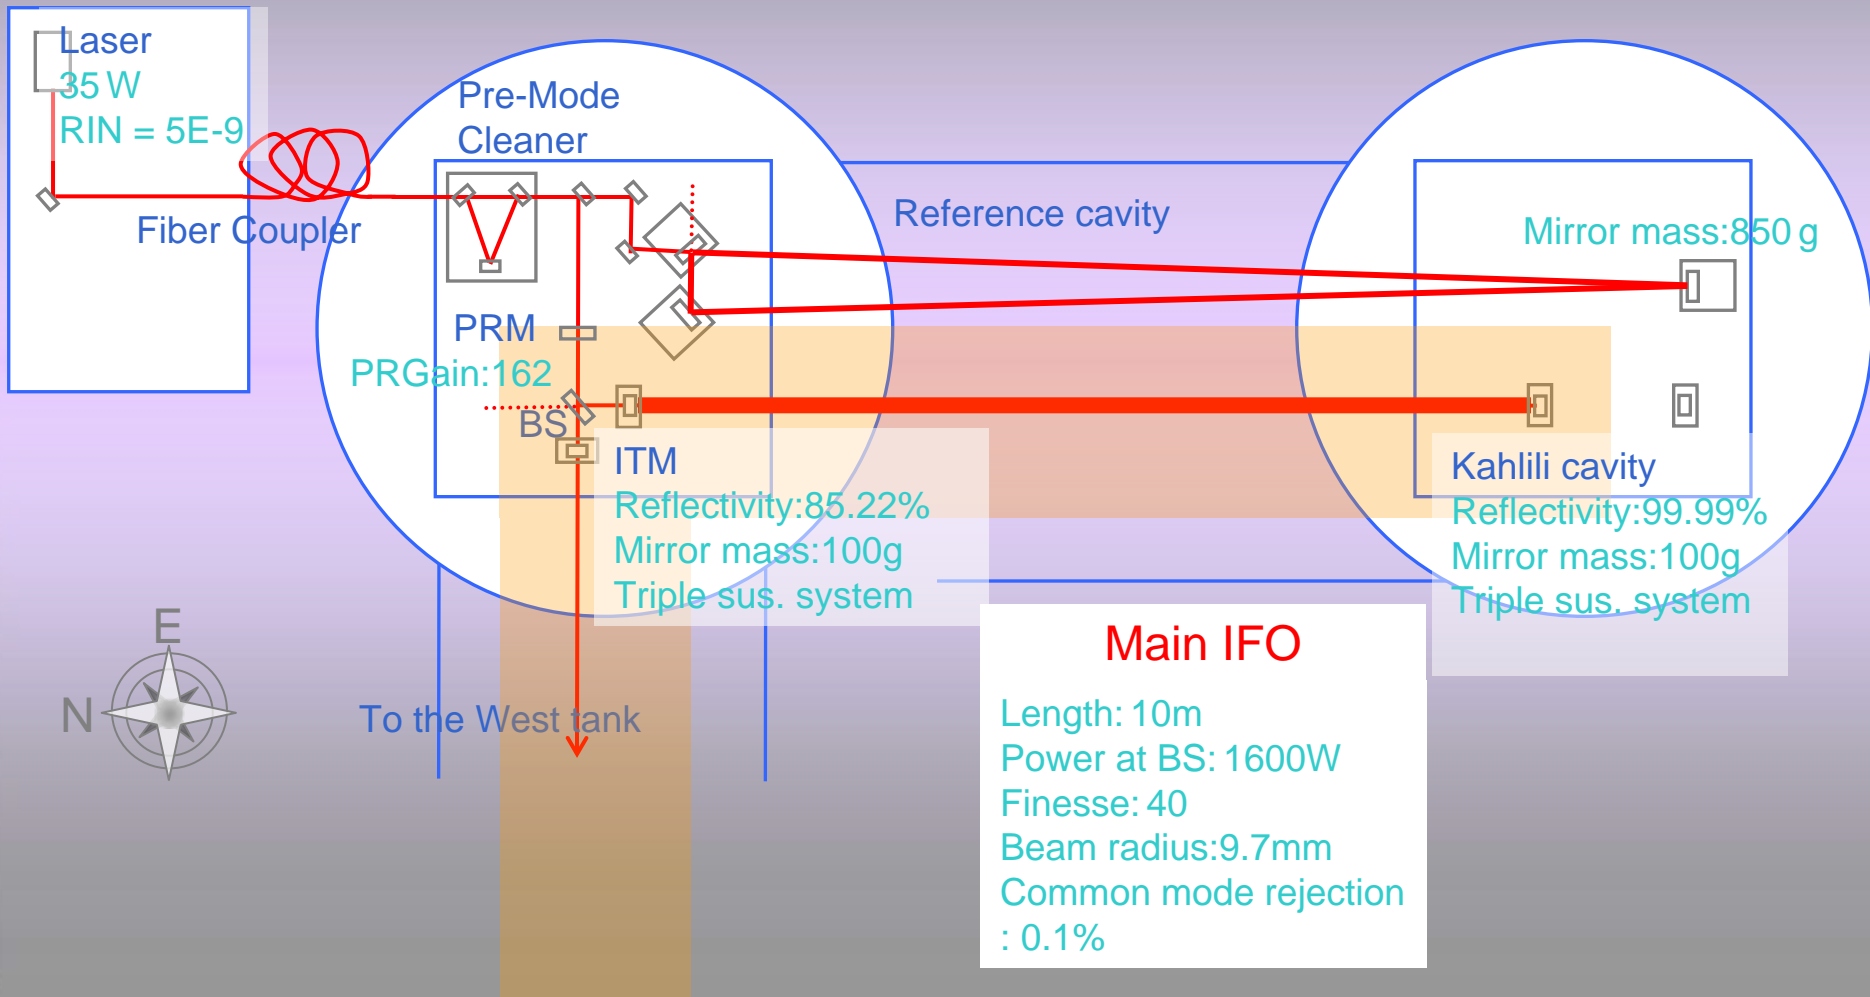 Laser
35 W
RIN = 5E-9
Fiber Coupler
Pre-Mode
Cleaner
Reference cavity
Mirror mass:850 g
PRM
PRGain:162
BS
ITM
Reflectivity:85.22%
Mirror mass:100g
Triple sus. system
Kahlili cavity
Reflectivity:99.99%
Mirror mass:100g
Triple sus. system
E
N
To the West tank
Main IFO
Length: 10m
Power at BS: 1600W
Finesse: 40
Beam radius:9.7mm
Common mode rejection
: 0.1%